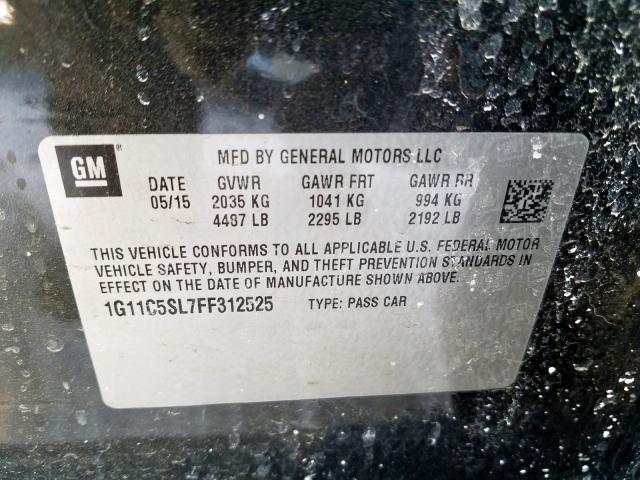 GM ®
MFD BY GENERAL MOTORS LLC
DATE GVWR GAWR FRT GAWR RR
05/15 2035 KG 1041 KG 994 KG
4487 LB 2295 LB 2192 LB
THIS VEHICLE CONFORMS TO ALL APPLICABLE U.S. FEDERAL MOTOR
VEHICLE SAFETY, BUMPER, AND THEFT PREVENTION STANDARDS IN
EFFECT ON THE DATE OF MANUFACTURE SHOWN ABOVE.
1G11C5SL7FF312525 TYPE: PASS CAR